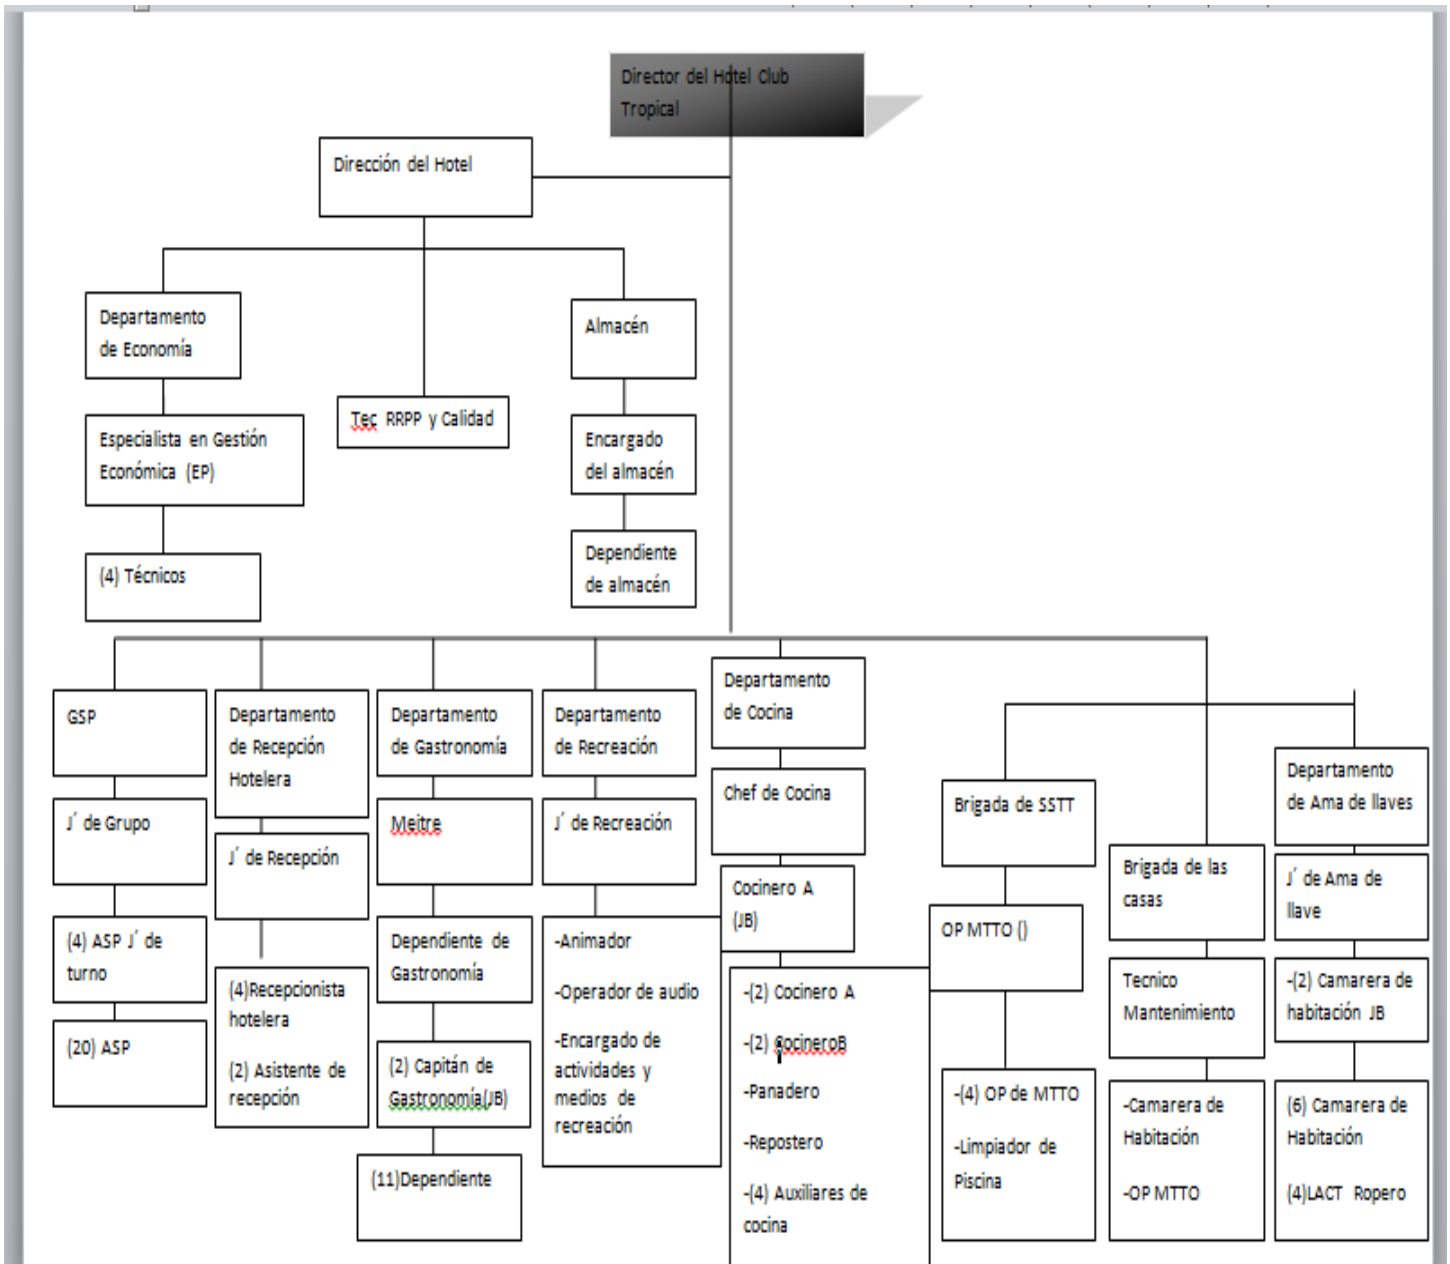 Director del Hotel Club
Tropical
Dirección del Hotel
Departamento
de Economía
Almacén
Tec RRPP y Calidad
Especialista en Gestión
Económica (EP)
Encargado
del almacén
(4) Técnicos
Dependiente
de almacén
GSP
J´ de Grupo
(4) ASP J´ de
turno
(20) ASP
Departamento
de Recepción
Hotelera
J´ de Recepción
(4)Recepcionista
hotelera
(2) Asistente de
recepción
Departamento
de Gastronomía
Meitre
Dependiente de
Gastronomía
(2) Capitán de
Gastronomía(JB)
(11)Dependiente
Departamento
de Recreación
J´ de Recreación
-Animador
-Operador de audio
-Encargado de
actividades y
medios de
recreación
Departamento
de Cocina
Chef de Cocina
Cocinero A
(JB)
-(2) Cocinero A
-(2) CocineroB
-Panadero
-Repostero
-(4) Auxiliares de
cocina
Brigada de SSTT
OP MTTO ()
-(4) OP de MTTO
-Limpiador de
Piscina
Brigada de las
casas
Tecnico
Mantenimiento
-Camarera de
Habitación
-OP MTTO
Departamento
de Ama de llaves
J´ de Ama de
llave
-(2) Camarera de
habitación JB
(6) Camarera de
Habitación
(4)LACT Ropero